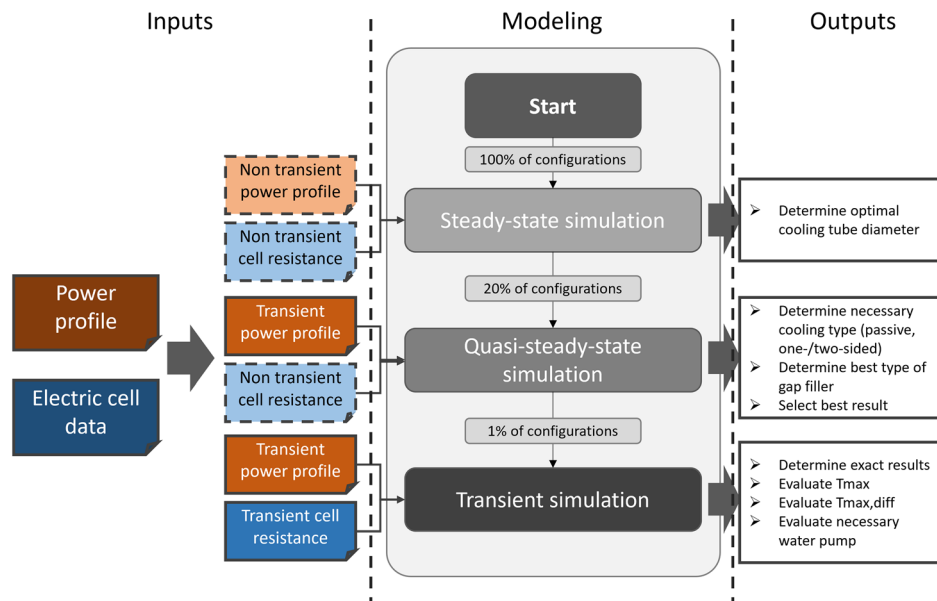 Inputs
Modeling
Outputs
Start
100% of configurations
Non transient
power profile
Non transient
cell resistance
Steady-state simulation
➢ Determine optimal
cooling tube diameter
20% of configurations
Power
profile
Electric cell
data
Transient
power profile
Non transient
cell resistance
Quasi-steady-state
simulation
➢ Determine necessary
cooling type (passive,
one-/two-sided)
➢ Determine best type of
gap filler
➢ Select best result
1% of configurations
Transient
power profile
Transient cell
resistance
Transient simulation
➢ Determine exact results
➢ Evaluate Tmax
➢ Evaluate Tmax,diff
➢ Evaluate necessary
water pump